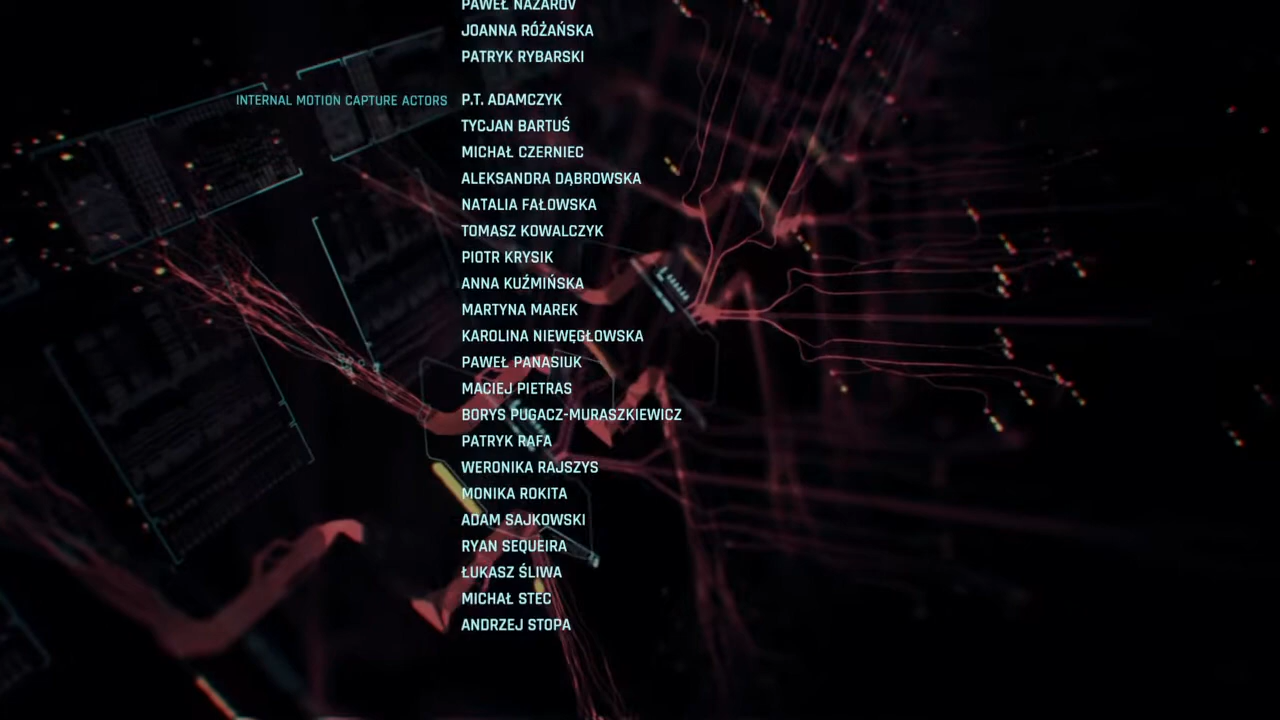 PAWEŁ NAZAROV
JOANNA RÓŻAŃSKA
PATRYK RYBARSKI
INTERNAL MOTION CAPTURE ACTORS P.T. ADAMCZYK
TYCJAN BARTUŚ
MICHAŁ CZERNIEC
ALEKSANDRA DĄBROWSKA
NATALIA FAŁOWSKA
TOMASZ KOWALCZYK
PIOTR KRYSIK
ANNA KUŹMIŃSKA
MARTYNA MAREK
KAROLINA NIEWĘGŁOWSKA
PAWEŁ PANASIUK
MACIEJ PIETRAS
BORYS PUGACZ-MURASZKIEWICZ
PATRYK RAFA
WERONIKA RAJSZYS
MONIKA ROKITA
ADAM SAJKOWSKI
RYAN SEQUEIRA
ŁUKASZ ŚLIWA
MICHAŁ STEC
ANDRZEJ STOPA